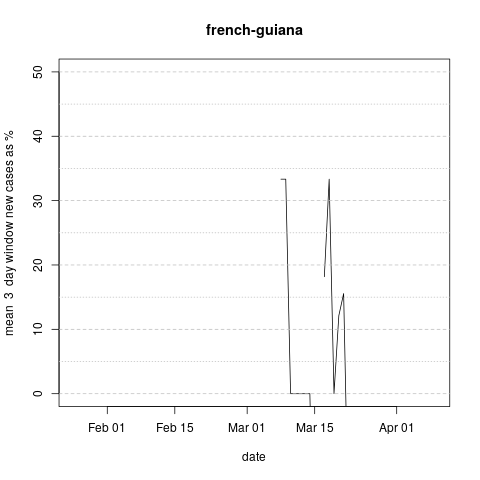 french-guiana
mean  3  day window new cases as %
50
40
30
20
10
0
Feb 01
Feb 15
Mar 01
Mar 15
Apr 01
date